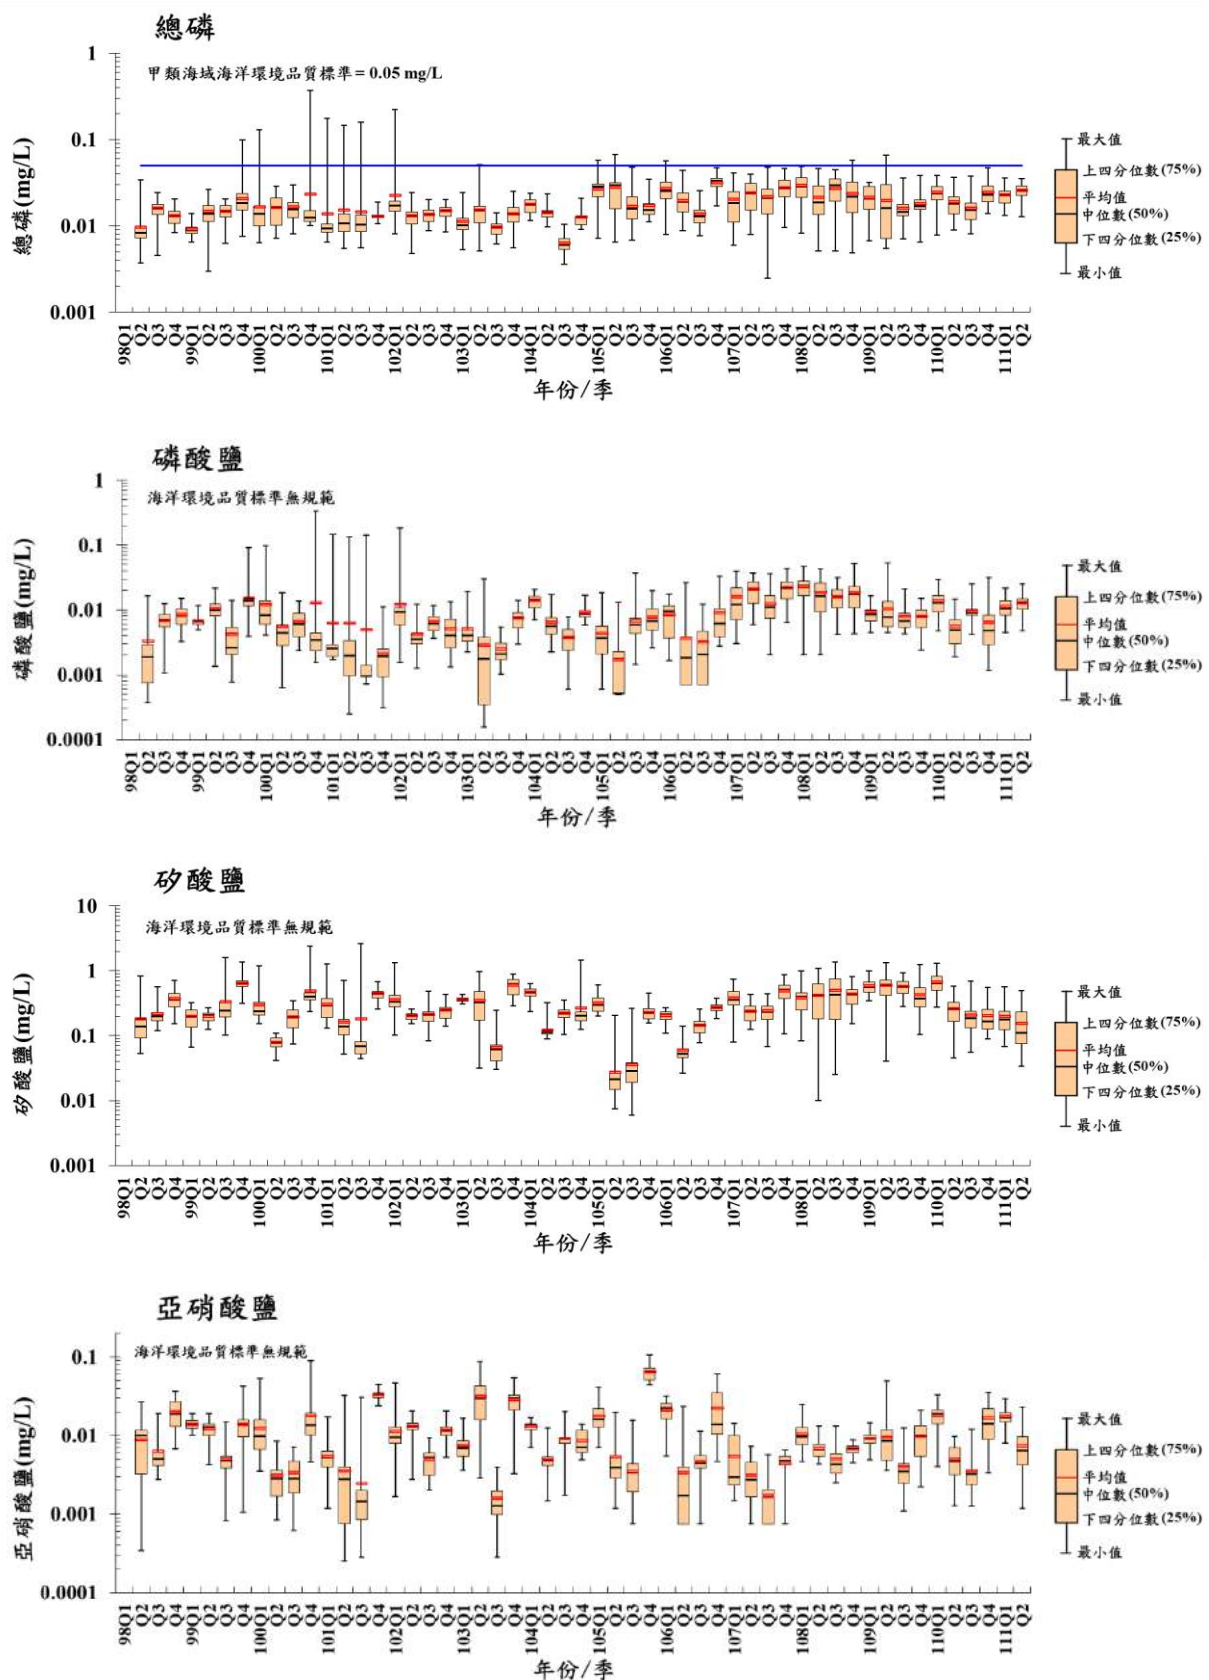 總磷
甲類海域海洋環境品質標準= 0.05 mg/L
總磷(mg/L)
1
0.1
0.01
0.001
98Q1 Q2 Q3 Q4 99Q1 Q2 Q3 Q4 100Q1 Q2 Q3 Q4 101Q1 Q2 Q3 Q4 102Q1 Q2 Q3 Q4 103Q1 Q2 Q3 Q4 104Q1 Q2 Q3 Q4 105Q1 Q2 Q3 Q4 106Q1 Q2 Q3 Q4 107Q1 Q2 Q3 Q4 108Q1 Q2 Q3 Q4 109Q1 Q2 Q3 Q4 110Q1 Q2 Q3 Q4 111Q1 Q2
年份/季
最大值
上四分位數(75%)
平均值
中位數(50%)
下四分位數(25%)
最小值
磷酸鹽
海洋環境品質標準無規範
磷酸鹽(mg/L)
1
0.1
0.01
0.001
0.0001
98Q1 Q2 Q3 Q4 99Q1 Q2 Q3 Q4 100Q1 Q2 Q3 Q4 101Q1 Q2 Q3 Q4 102Q1 Q2 Q3 Q4 103Q1 Q2 Q3 Q4 104Q1 Q2 Q3 Q4 105Q1 Q2 Q3 Q4 106Q1 Q2 Q3 Q4 107Q1 Q2 Q3 Q4 108Q1 Q2 Q3 Q4 109Q1 Q2 Q3 Q4 110Q1 Q2 Q3 Q4 111Q1 Q2
年份/季
最大值
上四分位數(75%)
平均值
中位數(50%)
下四分位數(25%)
最小值
矽酸鹽
海洋環境品質標準無規範
矽酸鹽(mg/L)
10
1
0.1
0.01
0.001
98Q1 Q2 Q3 Q4 99Q1 Q2 Q3 Q4 100Q1 Q2 Q3 Q4 101Q1 Q2 Q3 Q4 102Q1 Q2 Q3 Q4 103Q1 Q2 Q3 Q4 104Q1 Q2 Q3 Q4 105Q1 Q2 Q3 Q4 106Q1 Q2 Q3 Q4 107Q1 Q2 Q3 Q4 108Q1 Q2 Q3 Q4 109Q1 Q2 Q3 Q4 110Q1 Q2 Q3 Q4 111Q1 Q2
年份/季
最大值
上四分位數(75%)
平均值
中位數(50%)
下四分位數(25%)
最小值
亞硝酸鹽
海洋環境品質標準無規範
亞硝酸鹽(mg/L)
0.1
0.01
0.001
0.0001
98Q1 Q2 Q3 Q4 99Q1 Q2 Q3 Q4 100Q1 Q2 Q3 Q4 101Q1 Q2 Q3 Q4 102Q1 Q2 Q3 Q4 103Q1 Q2 Q3 Q4 104Q1 Q2 Q3 Q4 105Q1 Q2 Q3 Q4 106Q1 Q2 Q3 Q4 107Q1 Q2 Q3 Q4 108Q1 Q2 Q3 Q4 109Q1 Q2 Q3 Q4 110Q1 Q2 Q3 Q4 111Q1 Q2
年份/季
最大值
上四分位數(75%)
平均值
中位數(50%)
下四分位數(25%)
最小值